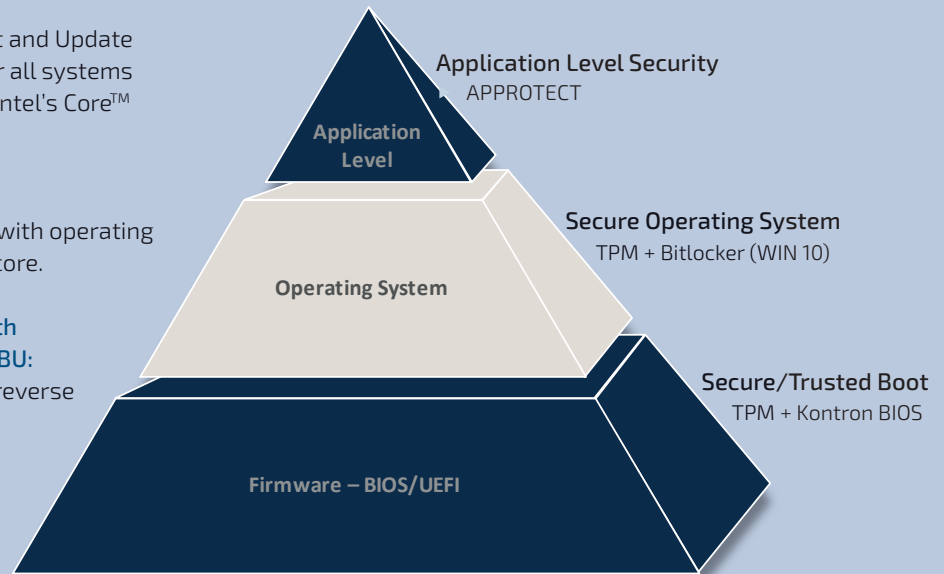 t and Update
r all systems
ntel's Core™
with operating
core.
th
BU:
reverse
Application Level Security
APPROTECT
Application
Level
Secure Operating System
TPM + Bitlocker (WIN 10)
Operating System
Secure/Trusted Boot
TPM + Kontron BIOS
Firmware – BIOS/UEFI